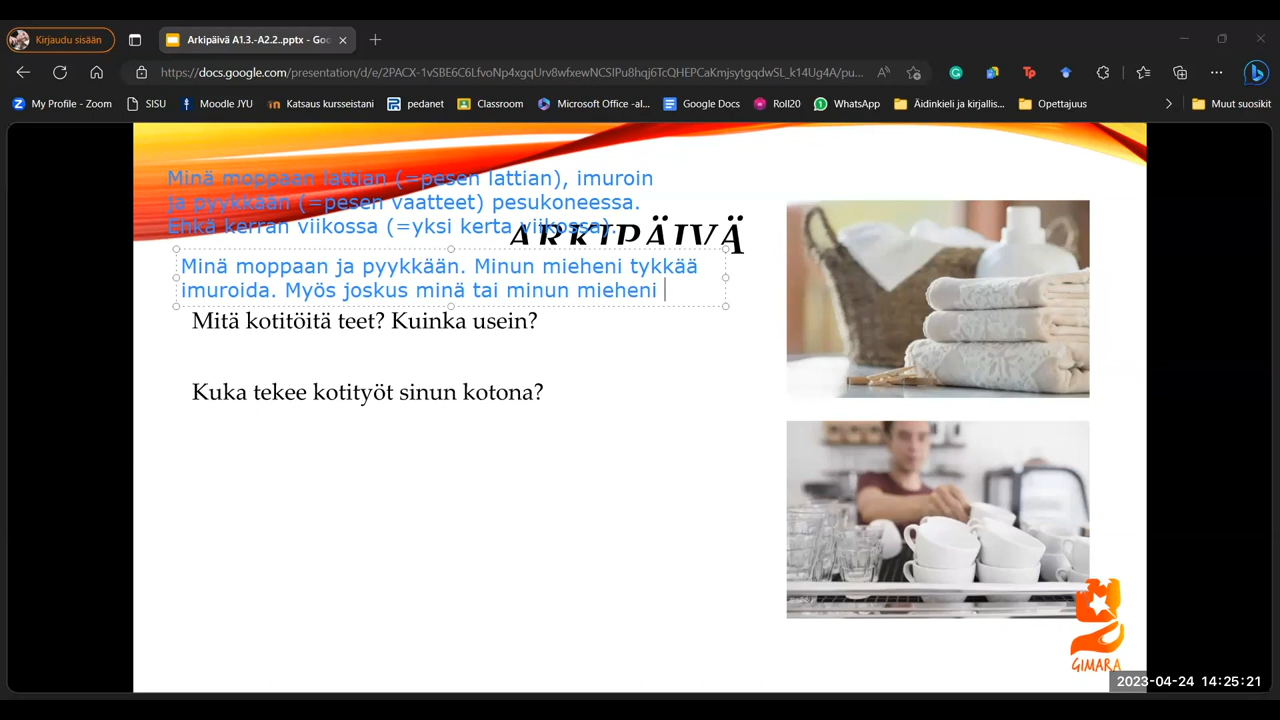 Kirjaudu sisään
Arkipäivä A1.3.-A2.2..pptx - Goo
https://docs.google.com/presentation/d/e/2PACX-1vSBE6C6LfvoNp4xgqUrv8wfxewNCSIPu8hqj6TcQHEPCaKmjsytgqdwSL_k14Ug4A/pu...
My Profile - Zoom
SISU
Moodle JYU
Katsaus kursseistani
pedanet
Classroom
Microsoft Office -al...
Google Docs
Roll20
WhatsApp
Äidinkieli ja kirjallis...
Opettajuus
Muut suosikit
Minä moppaan lattian (=pesen lattian), imuroin
ja pyykkään (=pesen vaatteet) pesukoneessa.
Ehkä kerran viikossa (=yksi kerta viikossa).
ARKIPÄIVÄ
Minä moppaan ja pyykkään. Minun mieheni tykkää
imuroida. Myös joskus minä tai minun mieheni
Mitä kotitöitä teet? Kuinka usein?
Kuka tekee kotityöt sinun kotona?
GIMARA
2023-04-24 14:25:21